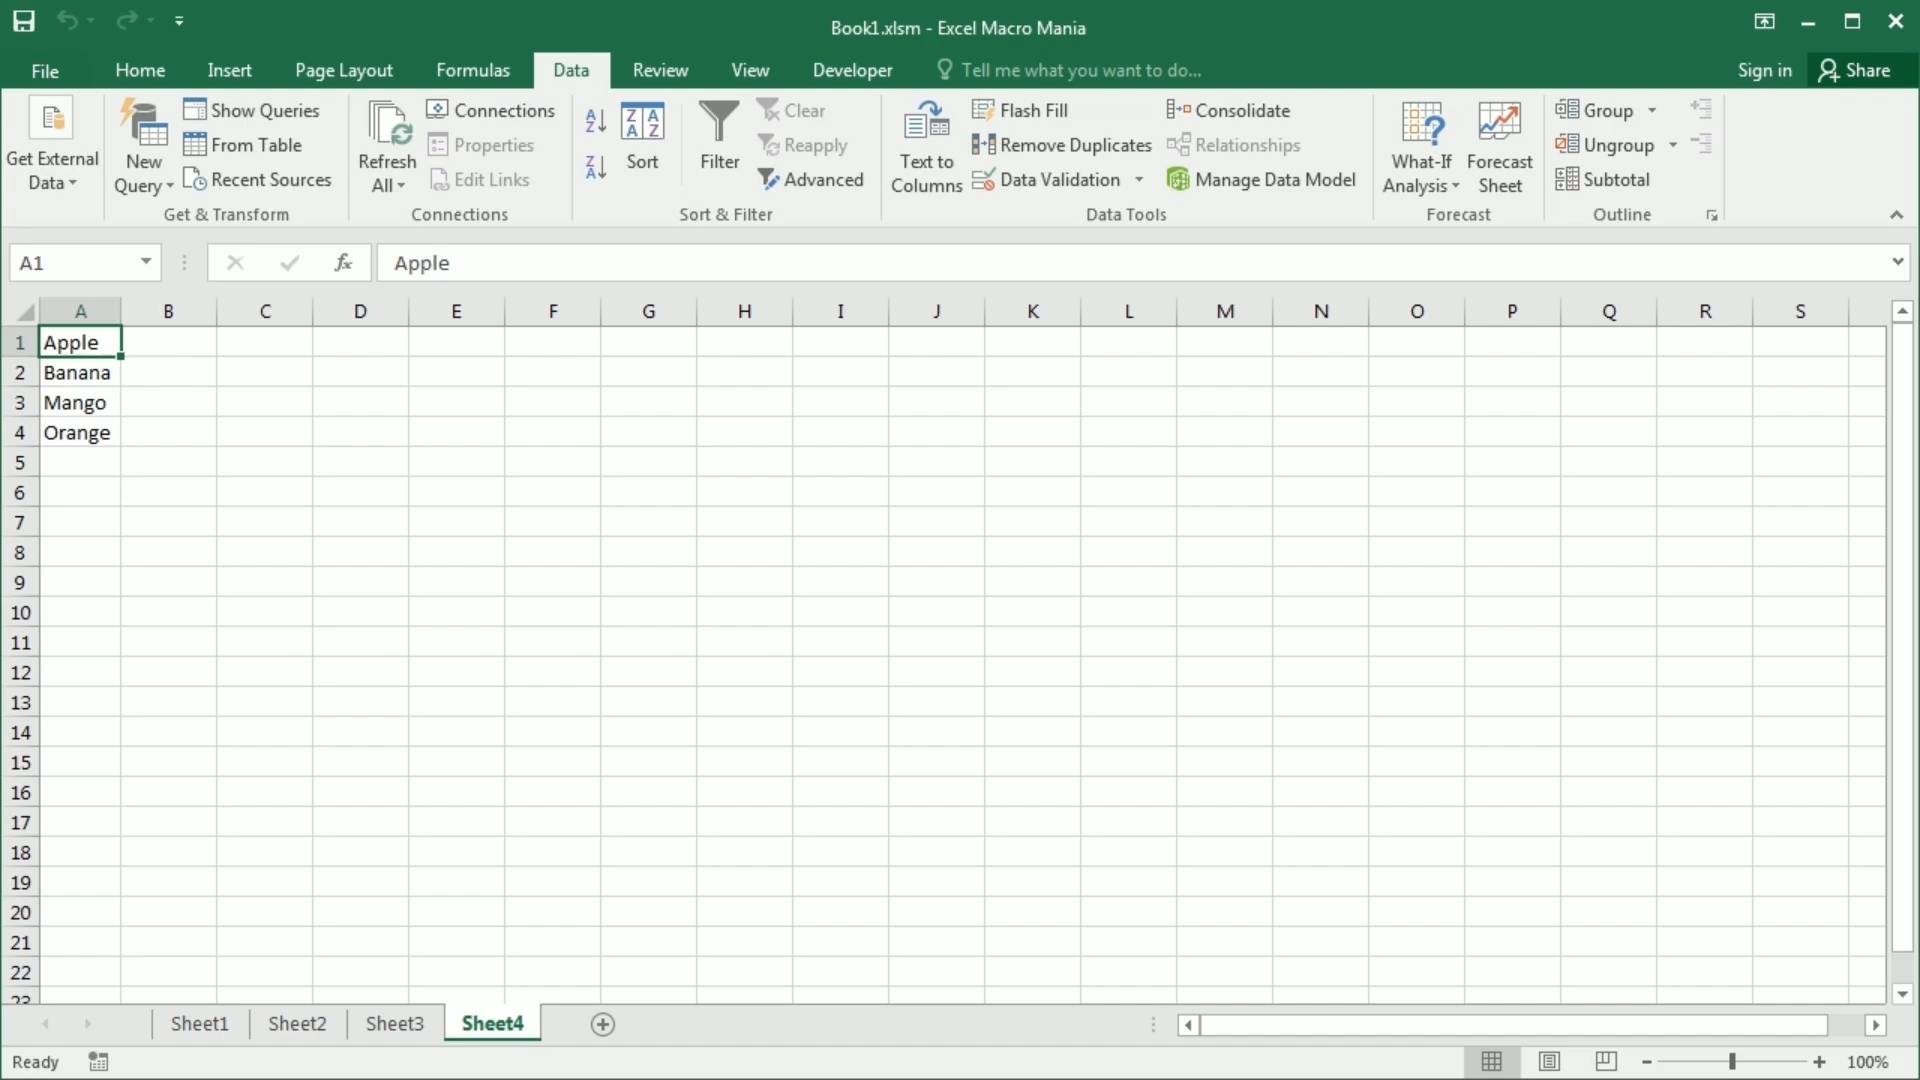 Book1.xlsm - Excel Macro Mania
File Home Insert Page Layout Formulas Data Review View Developer Tell me what you want to do... Sign in Share
Get External
Data
New
Query
Show Queries
From Table
Recent Sources
Get & Transform
Refresh
All
Connections
Properties
Edit Links
Connections
Sort
Filter
Clear
Reapply
Advanced
Sort & Filter
Text to
Columns
Flash Fill
Remove Duplicates
Data Validation
Consolidate
Relationships
Manage Data Model
Data Tools
What-If
Analysis
Forecast
Sheet
Forecast
Group
Ungroup
Subtotal
Outline
A1 fx Apple
A B C D E F G H I J K L M N O P Q R S
1 Apple
2 Banana
3 Mango
4 Orange
5
6
7
8
9
10
11
12
13
14
15
16
17
18
19
20
21
22
23
Sheet1 Sheet2 Sheet3 Sheet4
Ready 100%